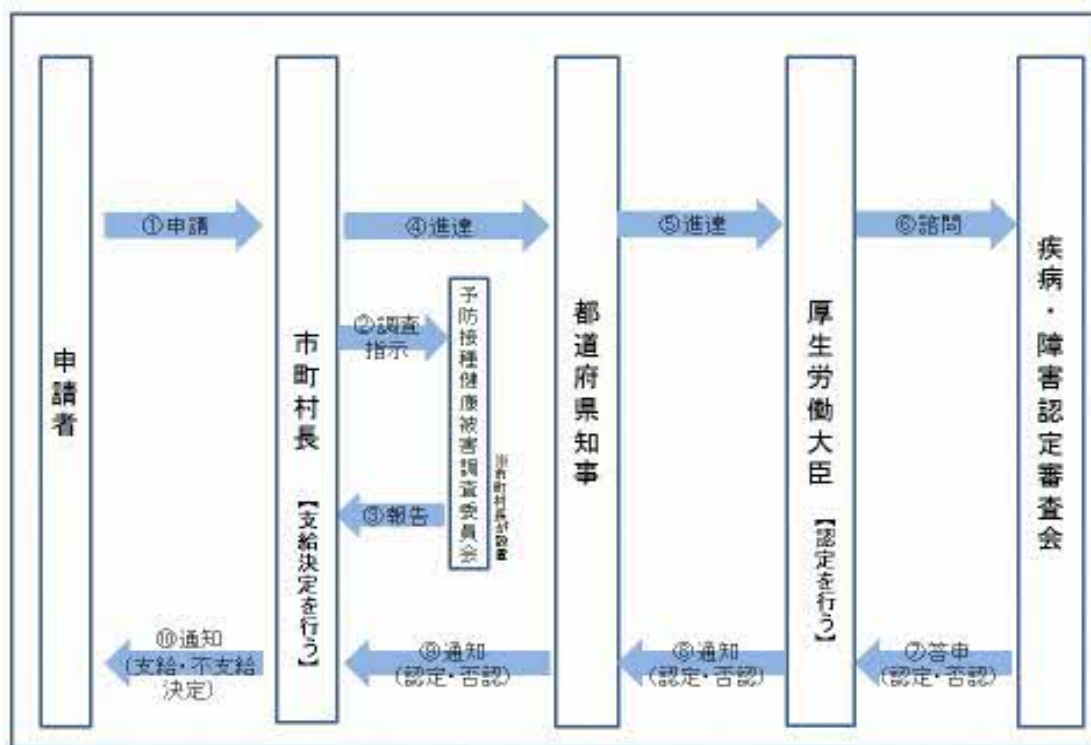 申請者
①申請
市町村長 【支給決定を行う】
④進達
②調査
指示
③報告
予防接種健康被害調査委員会
※市町村長が設置
都道府県知事
⑤進達
厚生労働大臣 【認定を行う】
⑥諮問
疾病・障害認定審査会
⑦答申
(認定・否認)
⑧通知
(認定・否認)
⑨通知
(認定・否認)
⑩通知
(支給・不支給
決定)